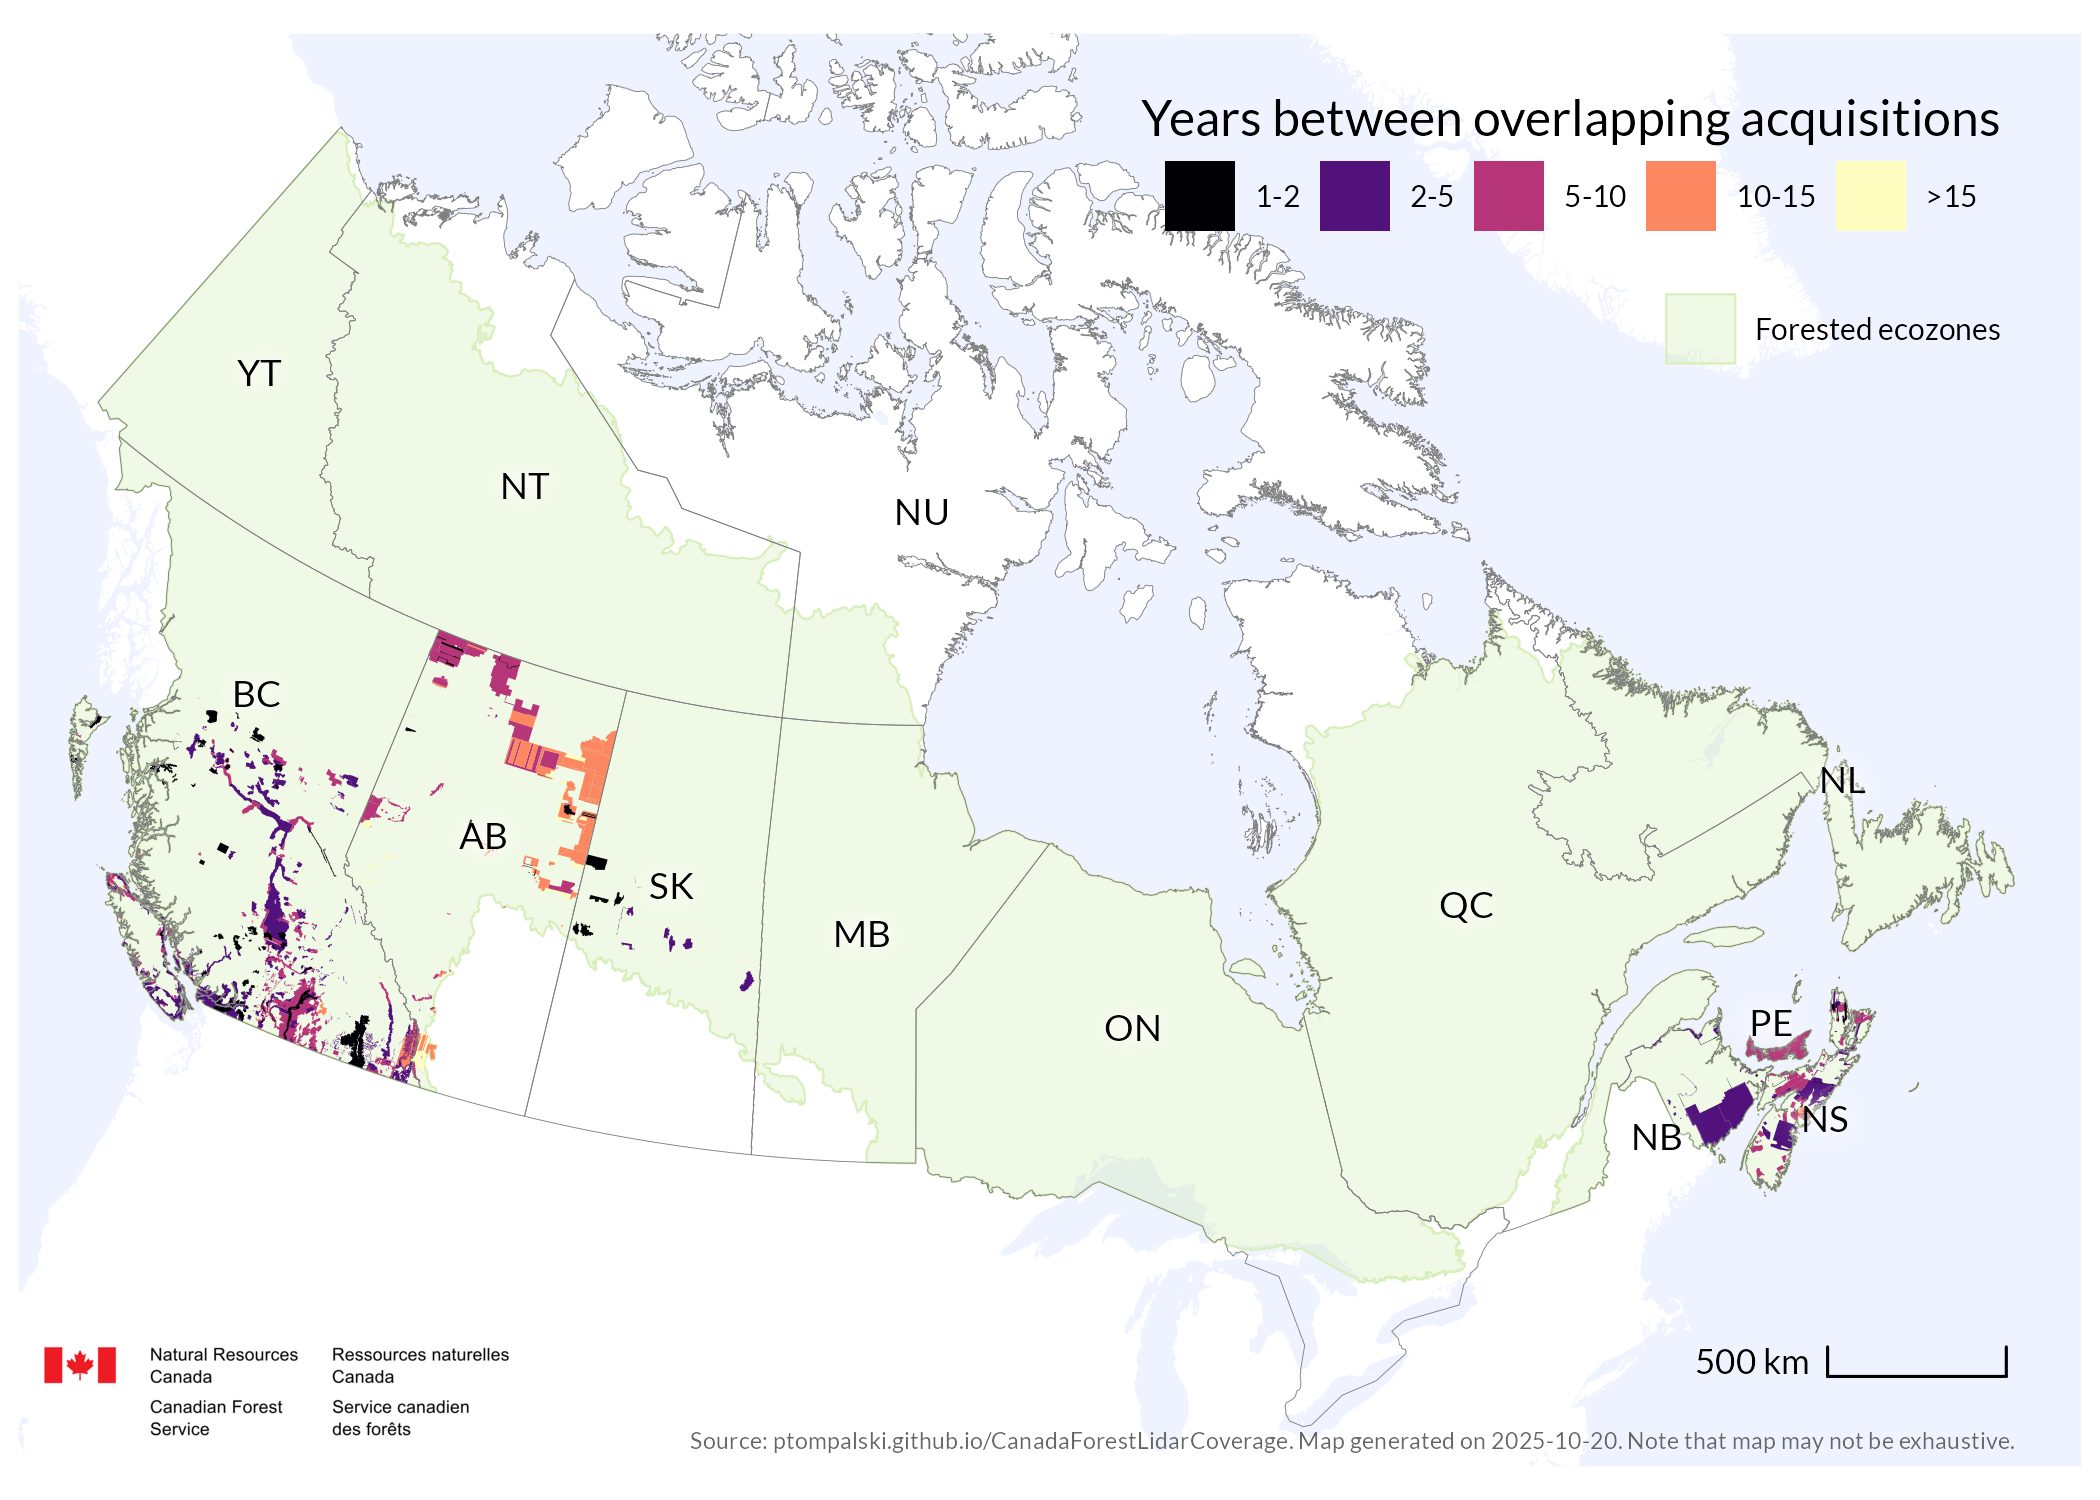 Years between overlapping acquisitions
1-2 2-5 5-10 10-15 >15
Forested ecozones
YT
NT
NU
BC
AB
SK
MB
ON
QC
NL
PE
NB
NS
Natural Resources Canada
Ressources naturelles Canada
Canadian Forest Service
Service canadien des forêts
500 km
Source: ptompalski.github.io/CanadaForestLidarCoverage. Map generated on 2025-10-20. Note that map may not be exhaustive.